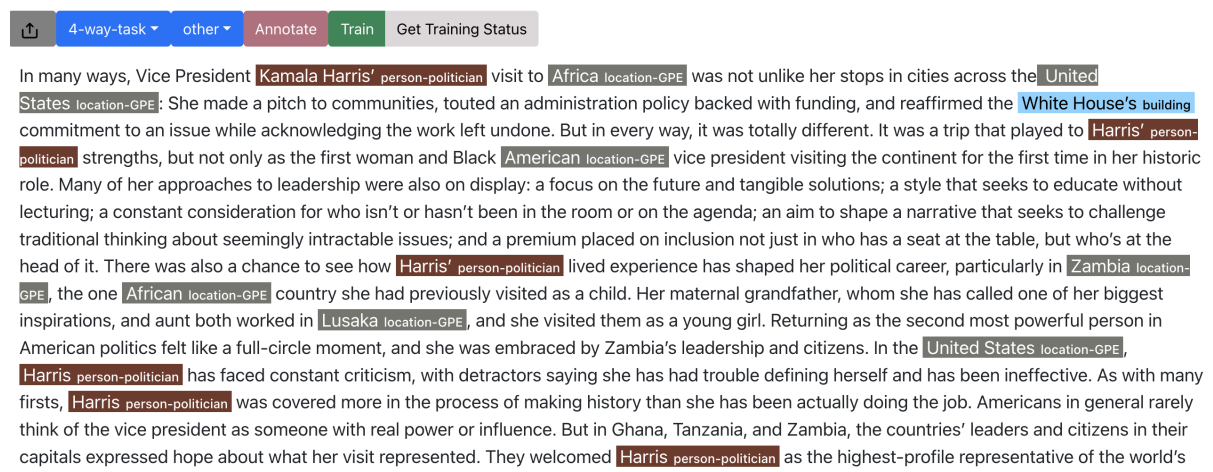 4-way-task other Annotate Train Get Training Status
In many ways, Vice President Kamala Harris’ person-politician visit to Africa location-GPE was not unlike her stops in cities across the United
States location-GPE : She made a pitch to communities, touted an administration policy backed with funding, and reaffirmed the White House’s building
commitment to an issue while acknowledging the work left undone. But in every way, it was totally different. It was a trip that played to Harris’ person-
politician strengths, but not only as the first woman and Black American location-GPE vice president visiting the continent for the first time in her historic
role. Many of her approaches to leadership were also on display: a focus on the future and tangible solutions; a style that seeks to educate without
lecturing; a constant consideration for who isn’t or hasn’t been in the room or on the agenda; an aim to shape a narrative that seeks to challenge
traditional thinking about seemingly intractable issues; and a premium placed on inclusion not just in who has a seat at the table, but who’s at the
head of it. There was also a chance to see how Harris’ person-politician lived experience has shaped her political career, particularly in Zambia location-
GPE , the one African location-GPE country she had previously visited as a child. Her maternal grandfather, whom she has called one of her biggest
inspirations, and aunt both worked in Lusaka location-GPE , and she visited them as a young girl. Returning as the second most powerful person in
American politics felt like a full-circle moment, and she was embraced by Zambia’s leadership and citizens. In the United States location-GPE ,
Harris person-politician has faced constant criticism, with detractors saying she has had trouble defining herself and has been ineffective. As with many
firsts, Harris person-politician was covered more in the process of making history than she has been actually doing the job. Americans in general rarely
think of the vice president as someone with real power or influence. But in Ghana, Tanzania, and Zambia, the countries’ leaders and citizens in their
capitals expressed hope about what her visit represented. They welcomed Harris person-politician as the highest-profile representative of the world’s